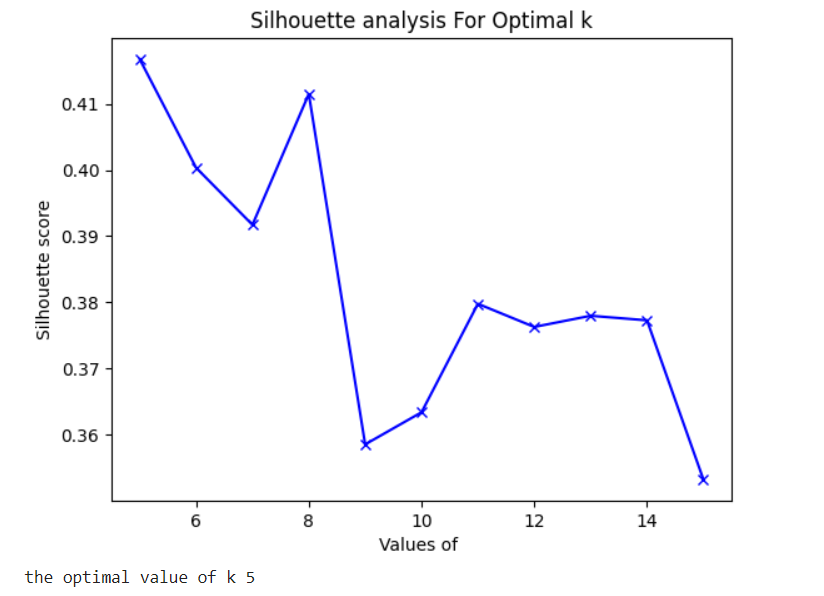 Silhouette analysis For Optimal k
Silhouette score
0.41
0.40
0.39
0.38
0.37
0.36
6 8 10 12 14
Values of
the optimal value of k 5